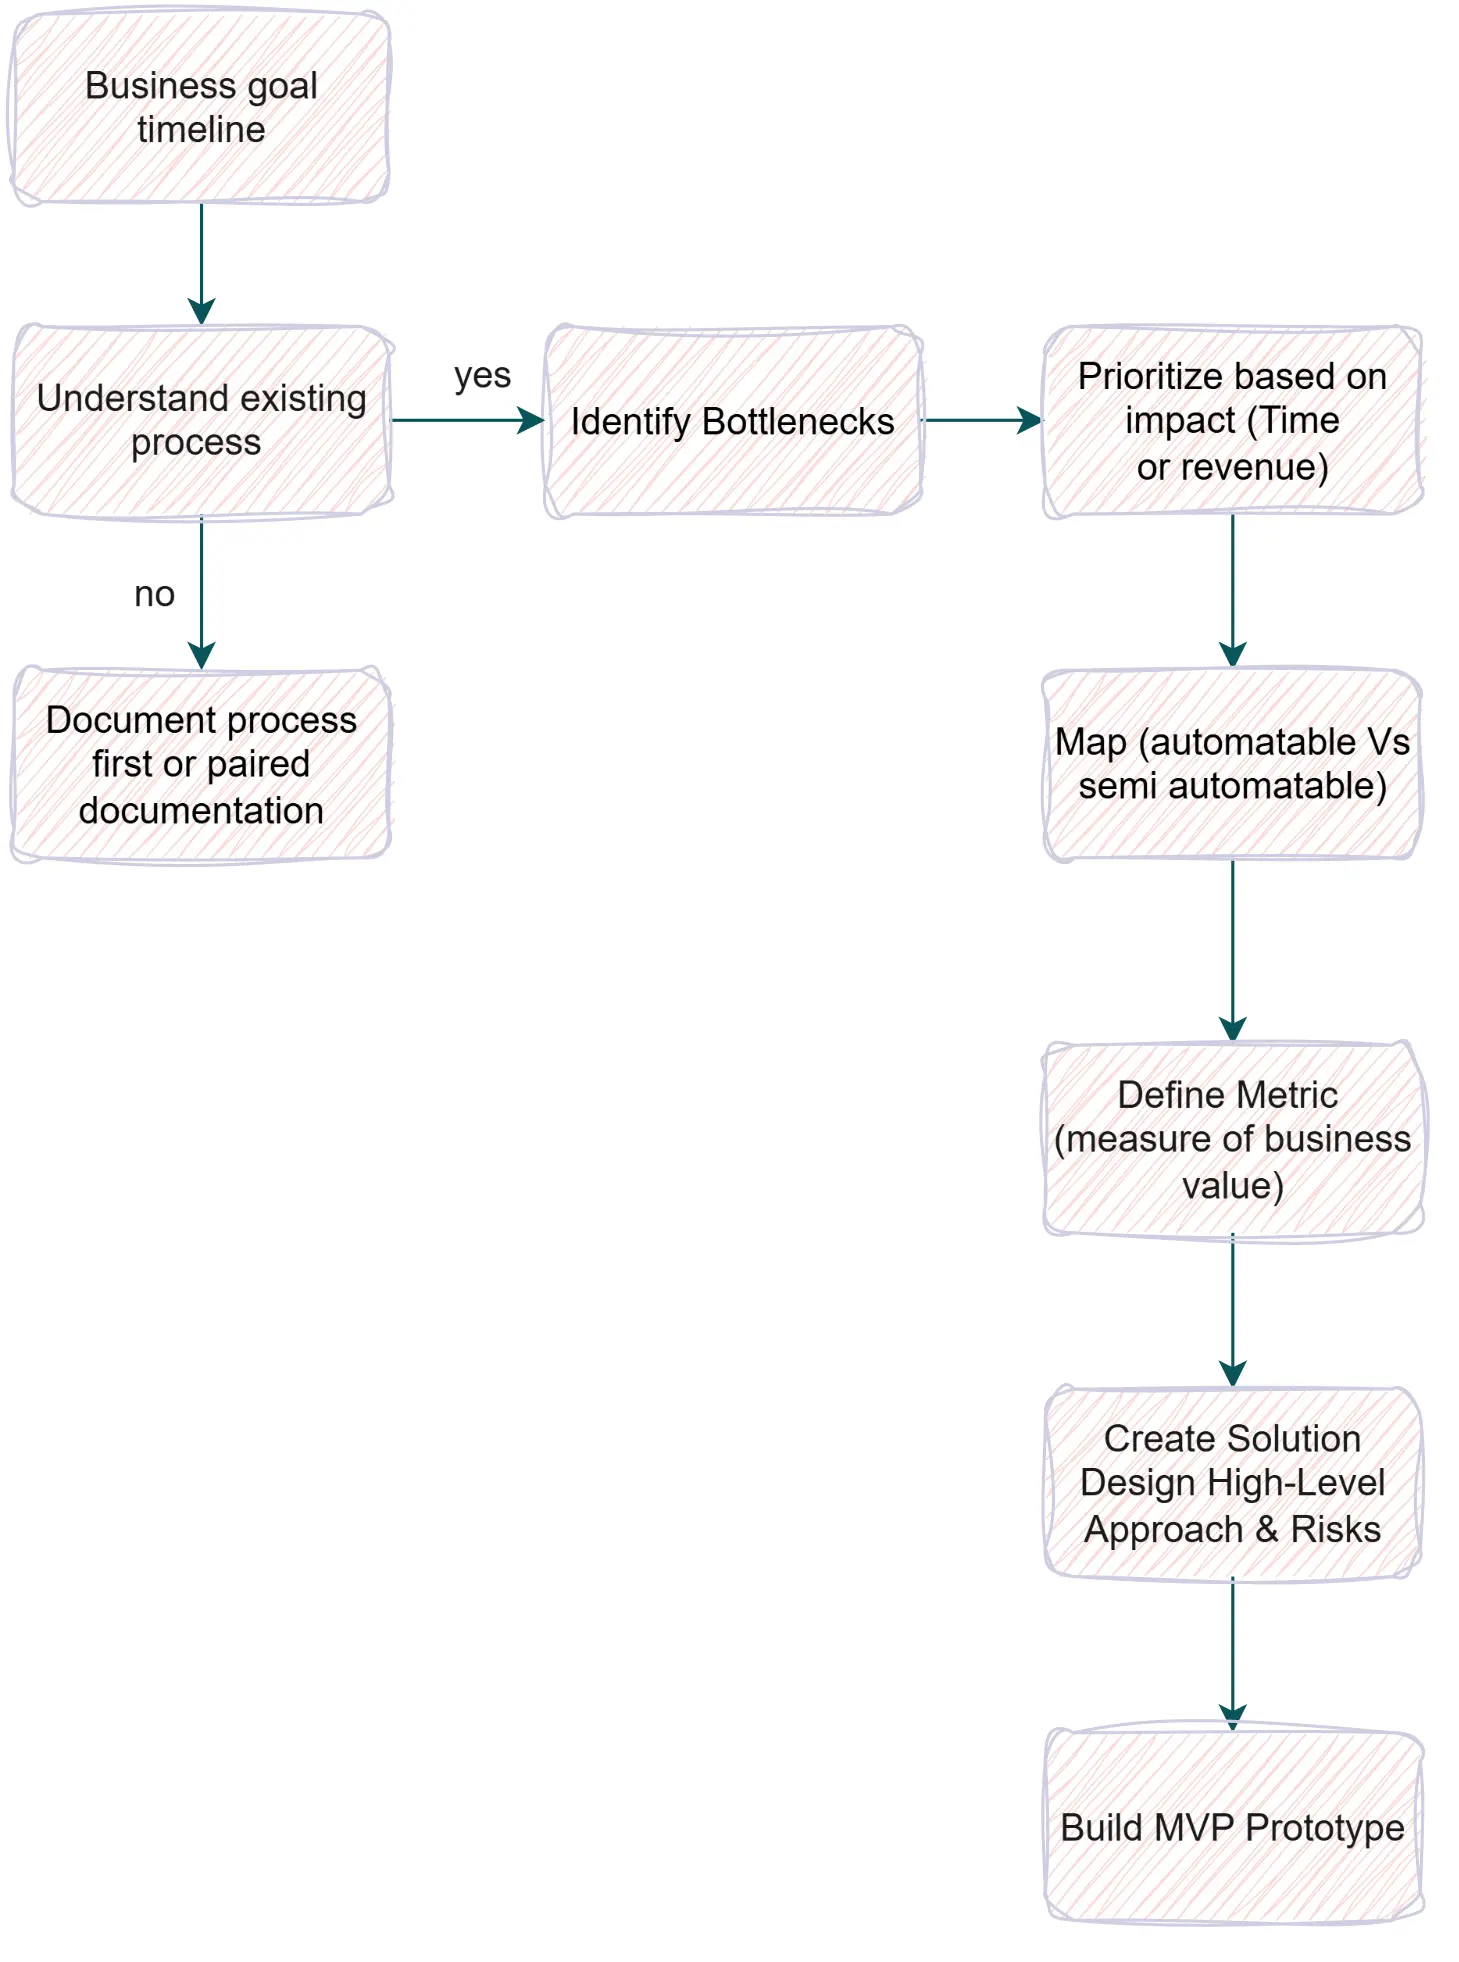 Business goal
timeline
Understand existing
process
yes
Identify Bottlenecks
Prioritize based on
impact (Time
or revenue)
no
Document process
first or paired
documentation
Map (automatable Vs
semi automatable)
Define Metric
(measure of business
value)
Create Solution
Design High-Level
Approach & Risks
Build MVP Prototype